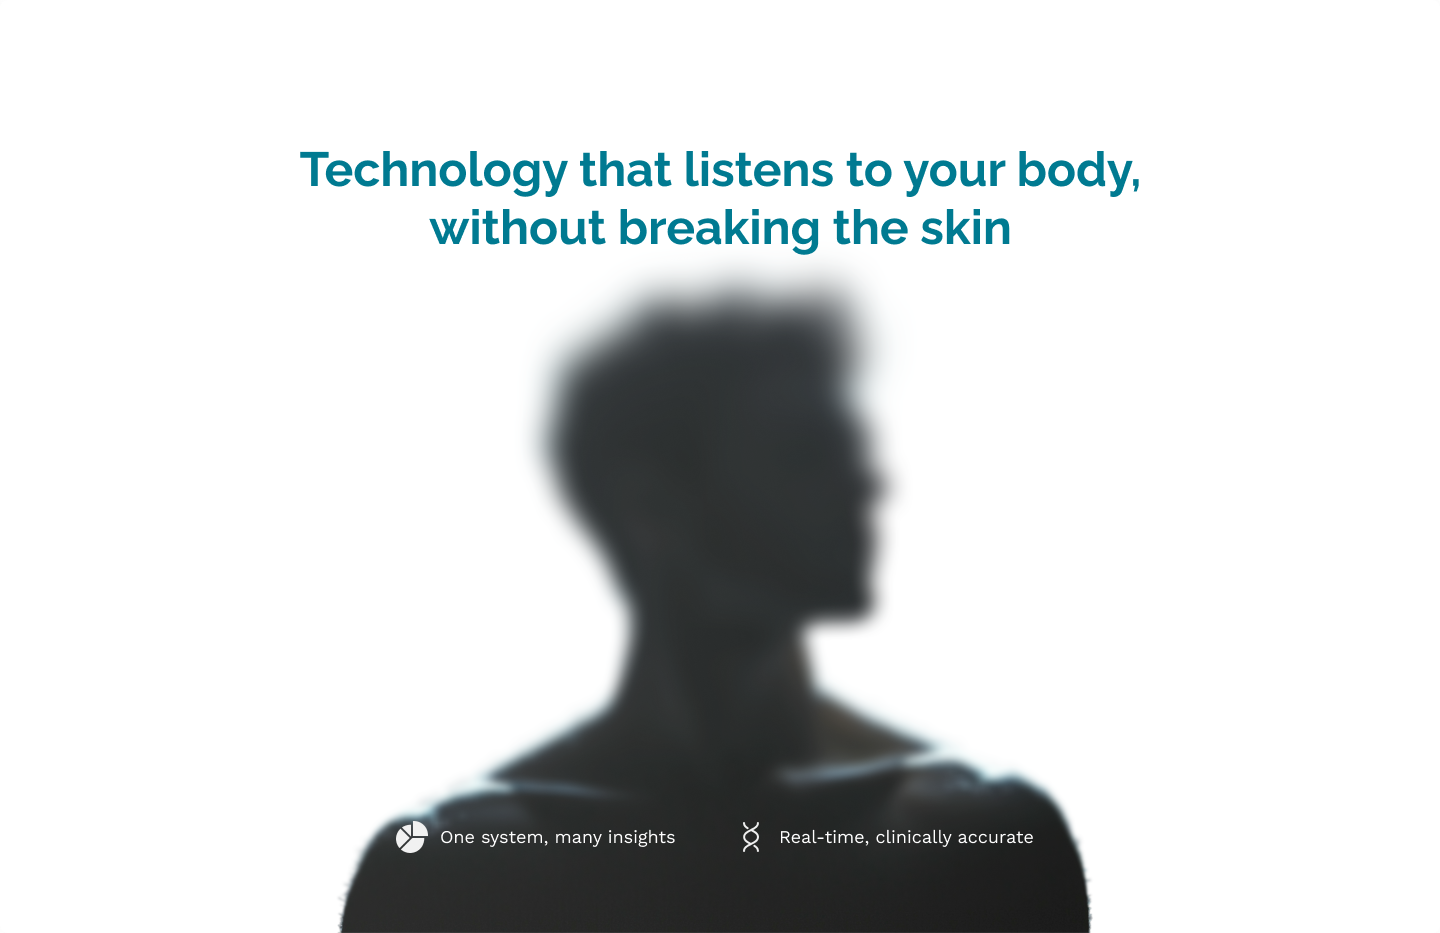 Technology that listens to your body,
without breaking the skin
One system, many insights
Real-time, clinically accurate